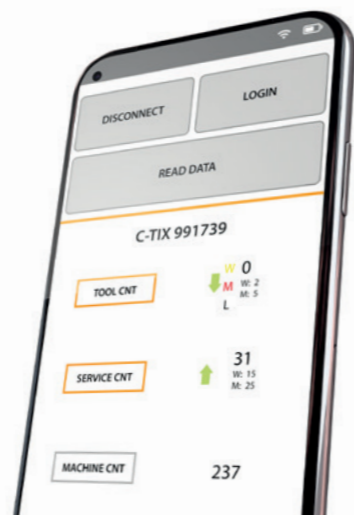 DISCONNECT
LOGIN
READ DATA
C-TIX 991739
TOOL CNT
W 0
M W: 2
L M: 5
SERVICE CNT
31
W: 15
M: 25
MACHINE CNT
237